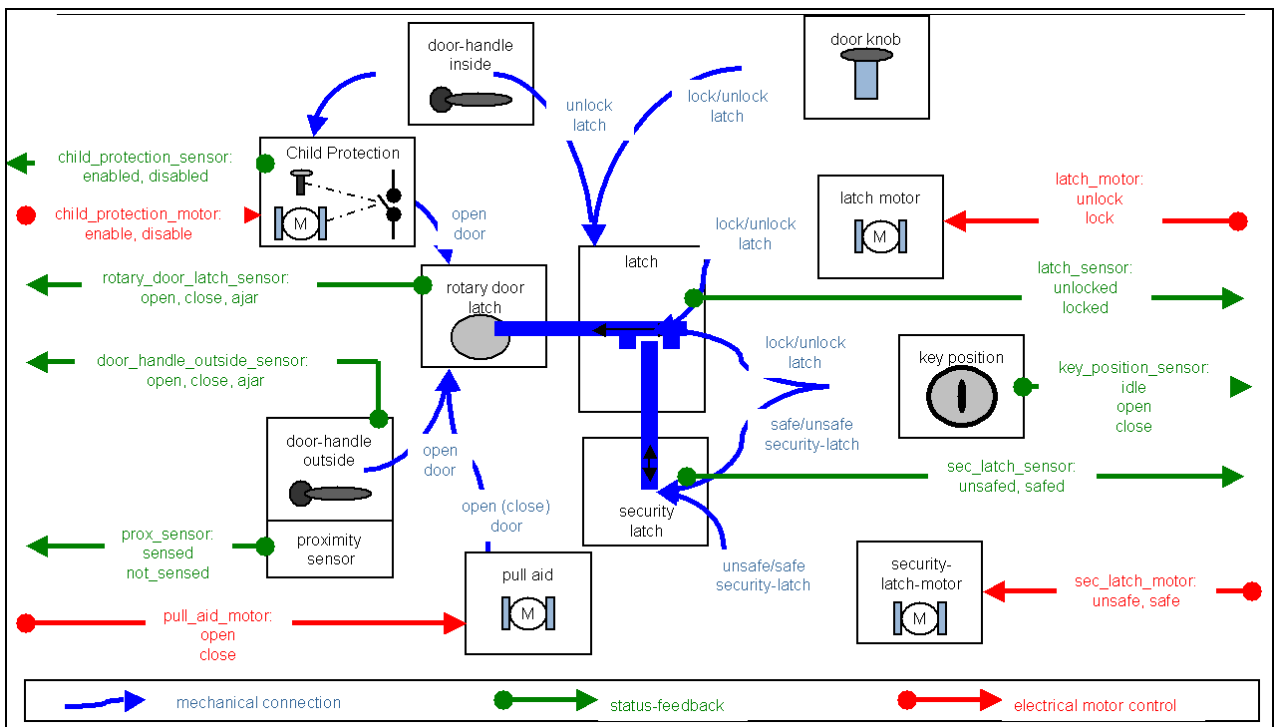 door-handle
inside
door knob
unlock
latch
lock/unlock
latch
Child Protection
M
child_protection_sensor:
enabled, disabled
child_protection_motor:
enable, disable
open
door
latch motor
M
latch_motor:
unlock
lock
lock/unlock
latch
latch
rotary_door_latch_sensor:
open, close, ajar
rotary door
latch
latch_sensor:
unlocked
locked
door_handle_outside_sensor:
open, close, ajar
lock/unlock
latch
key position
key_position_sensor:
idle
open
close
door-handle
outside
open
door
safe/unsafe
security-latch
sec_latch_sensor:
unsafed, safed
open (close)
door
security
latch
prox_sensor:
sensed
not_sensed
proximity
sensor
pull aid
M
unsafe/safe
security-latch
security-
latch-motor
M
sec_latch_motor:
unsafe, safe
pull_aid_motor:
open
close
mechanical connection
status-feedback
electrical motor control